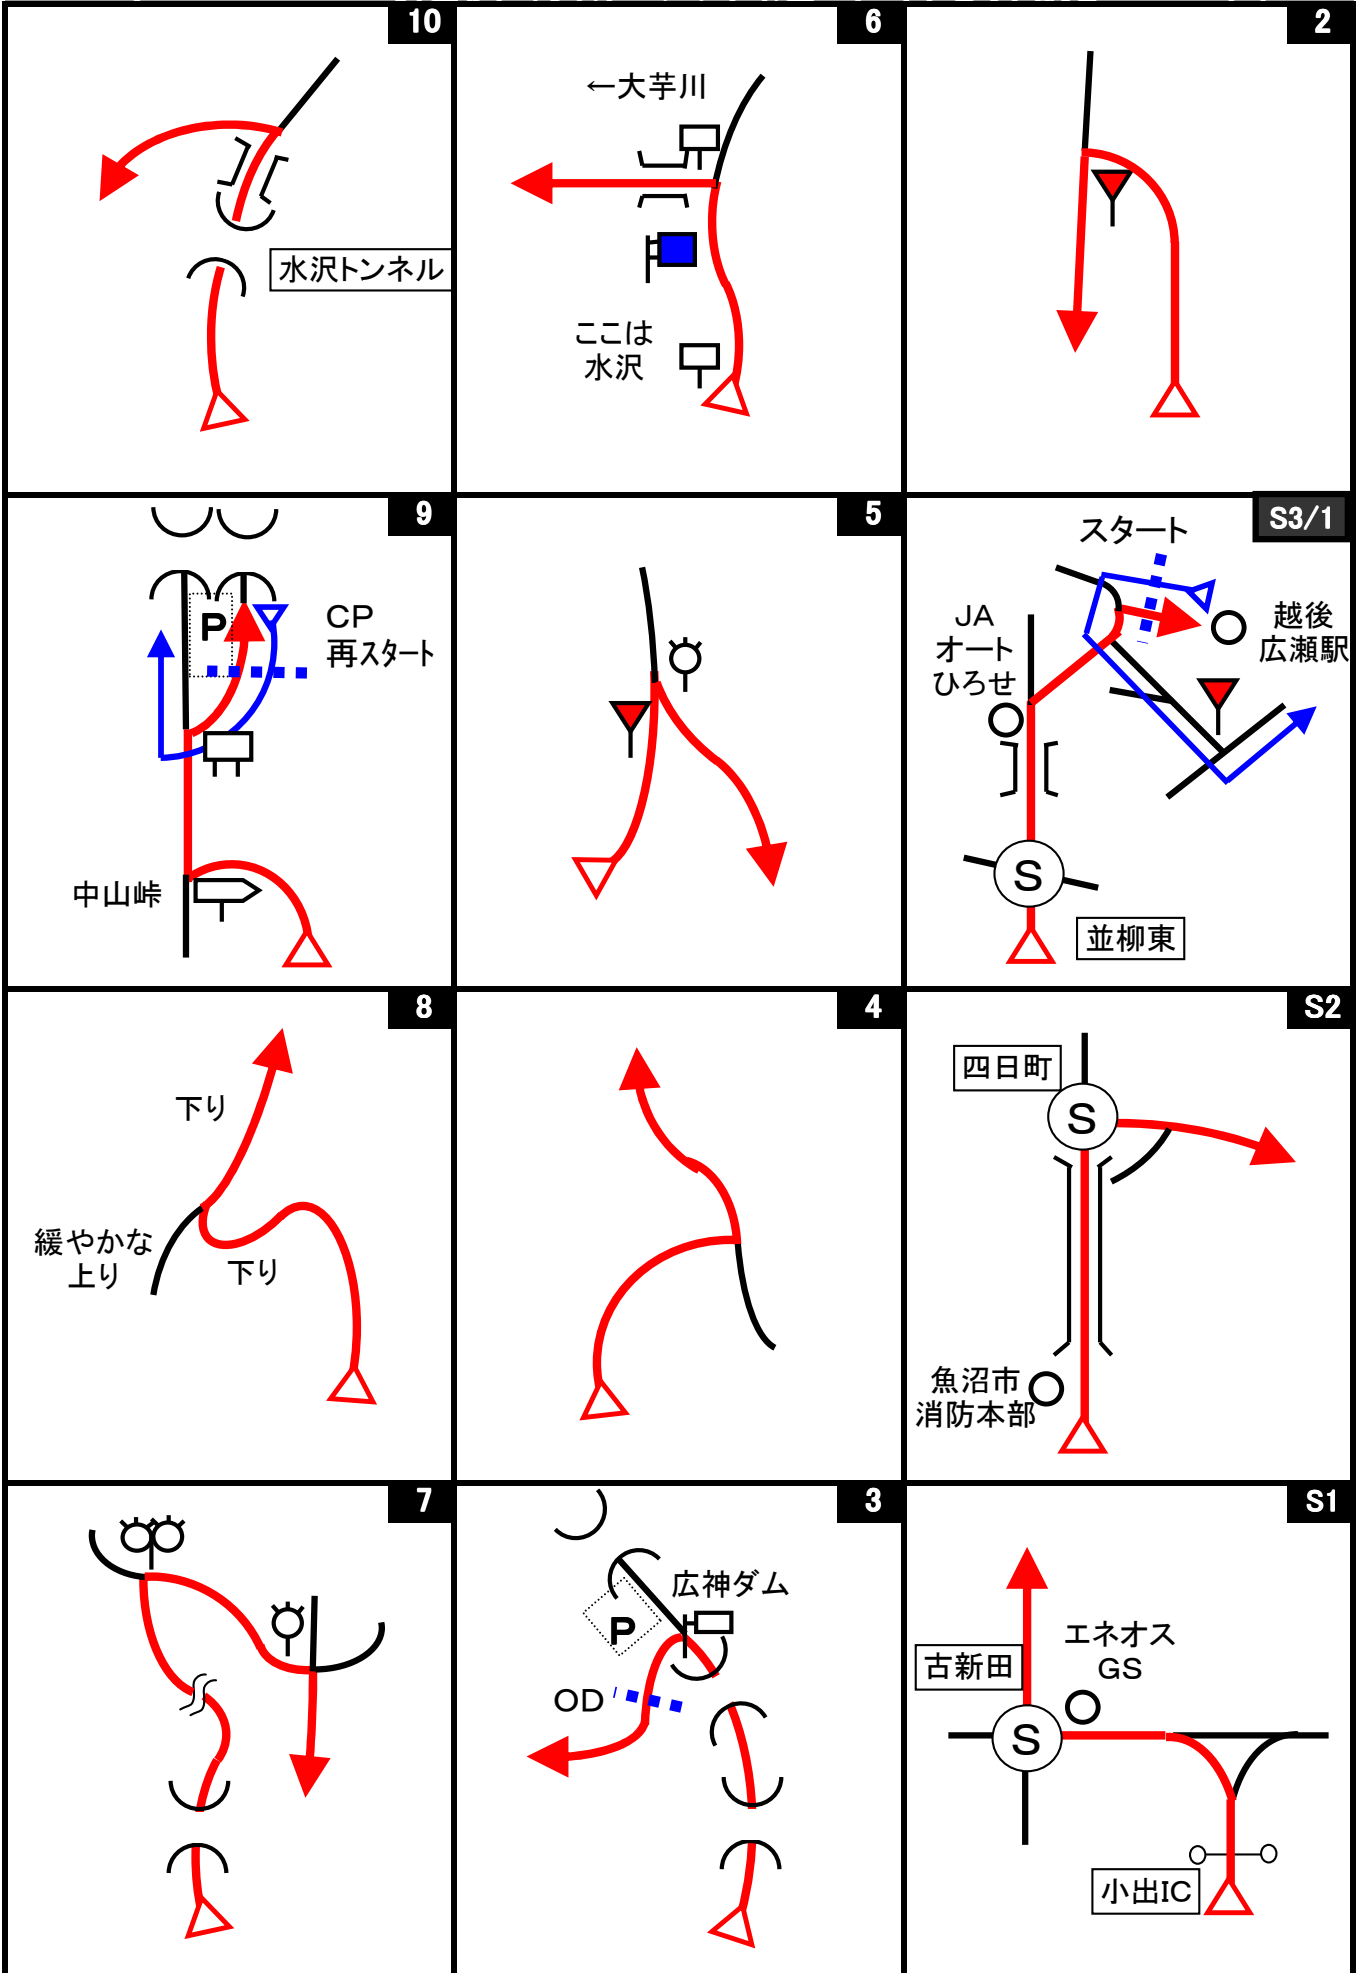 10
水沢トンネル
6
←大芋川
ここは
水沢
2
9
P
CP
再スタート
中山峠
5
S3/1
スタート
JA
オート
ひろせ
越後
広瀬駅
S
並柳東
8
下り
緩やかな
上り
下り
4
S2
四日町
S
魚沼市
消防本部
7
3
広神ダム
P
OD
S1
エネオス
GS
古新田
S
小出IC